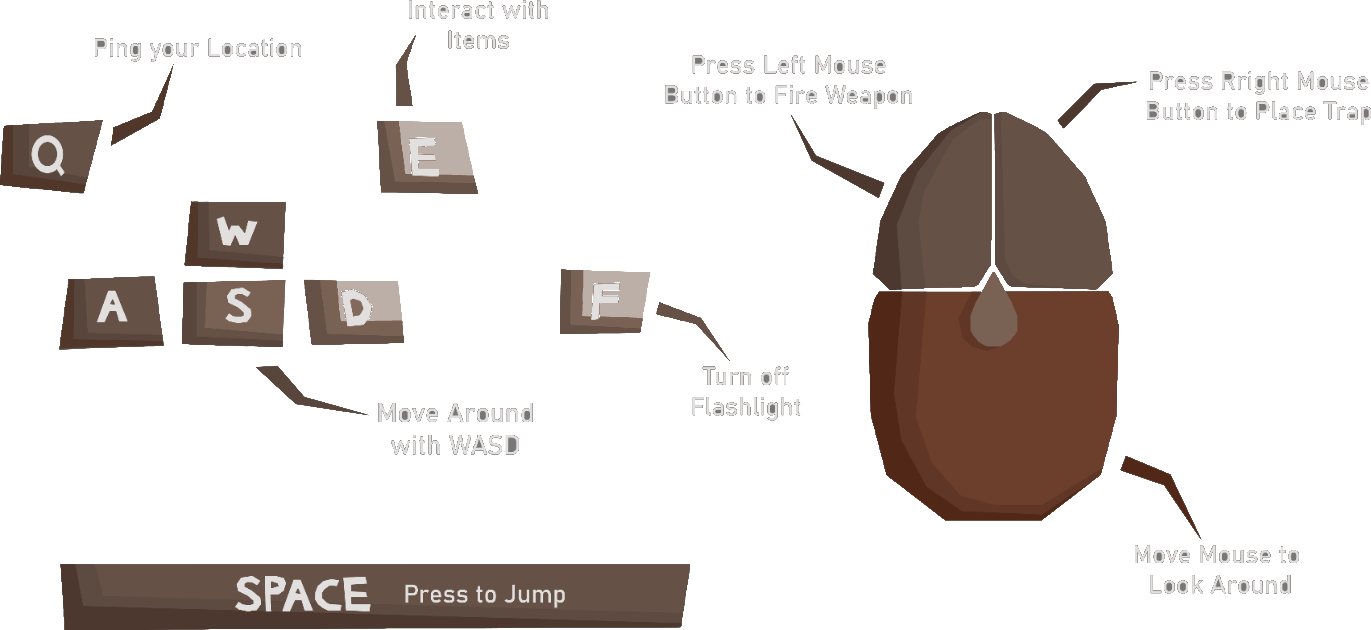 Interact with
Items
Ping your Location
Press Left Mouse
Button to Fire Weapon
Press Rright Mouse
Button to Place Trap
Q
E
W
A
S
D
F
Turn off
Flashlight
Move Around
with WASD
Move Mouse to
Look Around
SPACE Press to Jump